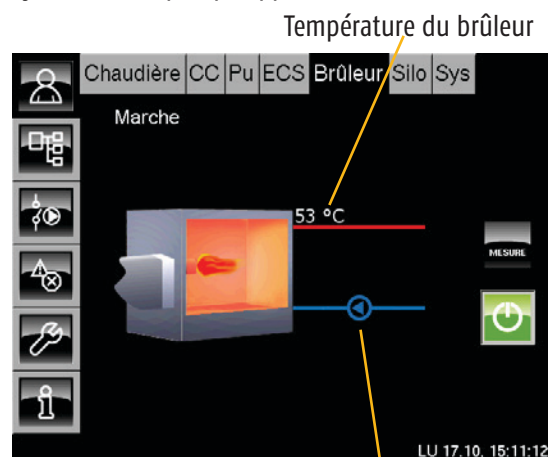 Température du brûleur
Chaudière CC Pu ECS Brûleur Silo Sys
Marche
53 °C
MESURE
LU 17.10. 15:11:12